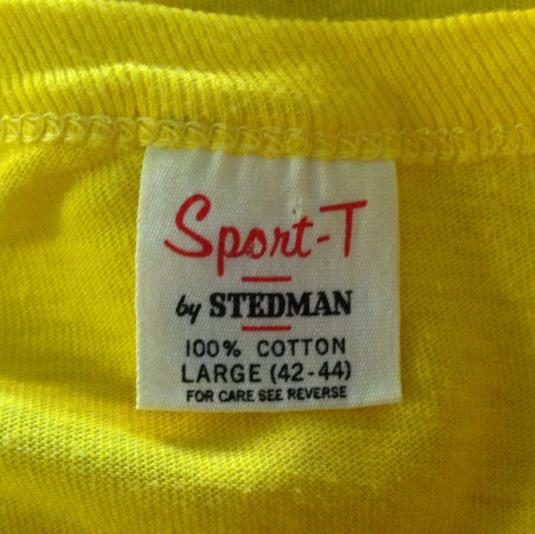 Sport-T
by STEDMAN
100% COTTON
LARGE (42-44)
FOR CARE SEE REVERSE